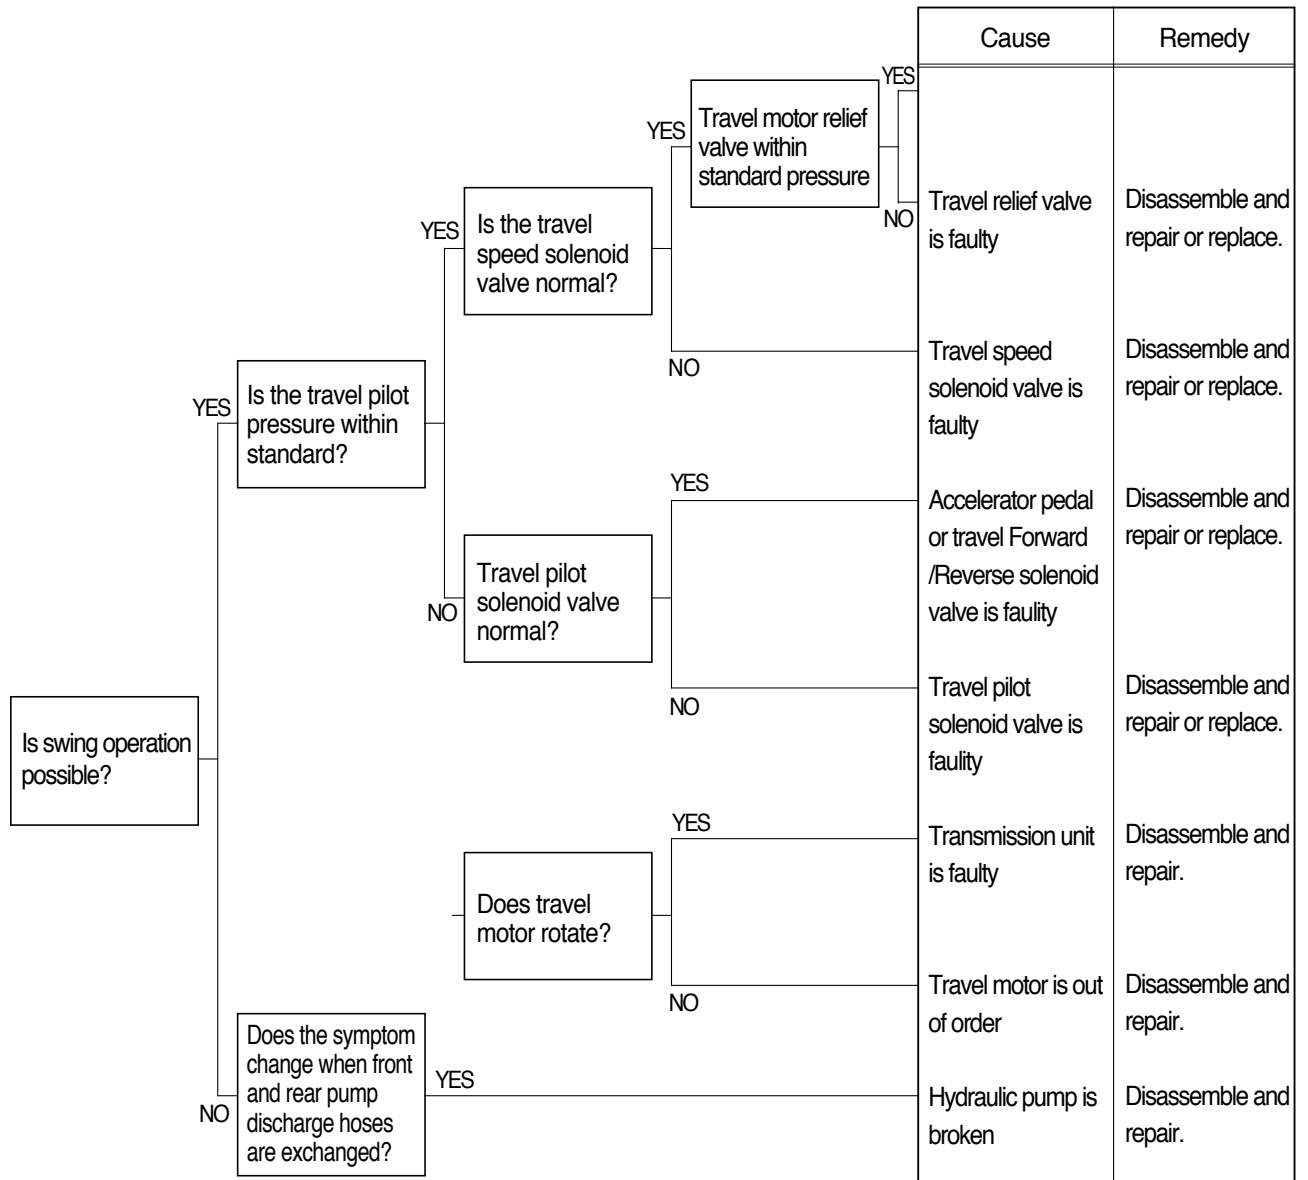 Cause
Remedy
YES
Travel motor relief
valve within
standard pressure
YES
NO
Travel relief valve
is faulty
Disassemble and
repair or replace.
Is the travel
speed solenoid
valve normal?
YES
NO
Travel speed
solenoid valve is
faulty
Disassemble and
repair or replace.
Is the travel pilot
pressure within
standard?
YES
YES
Accelerator pedal
or travel Forward
/Reverse solenoid
valve is faulity
Disassemble and
repair or replace.
Travel pilot
solenoid valve
normal?
NO
NO
Travel pilot
solenoid valve is
faulity
Disassemble and
repair or replace.
Is swing operation
possible?
YES
Transmission unit
is faulty
Disassemble and
repair.
Does travel
motor rotate?
NO
Travel motor is out
of order
Disassemble and
repair.
Does the symptom
change when front
and rear pump
discharge hoses
are exchanged?
NO
YES
Hydraulic pump is
broken
Disassemble and
repair.